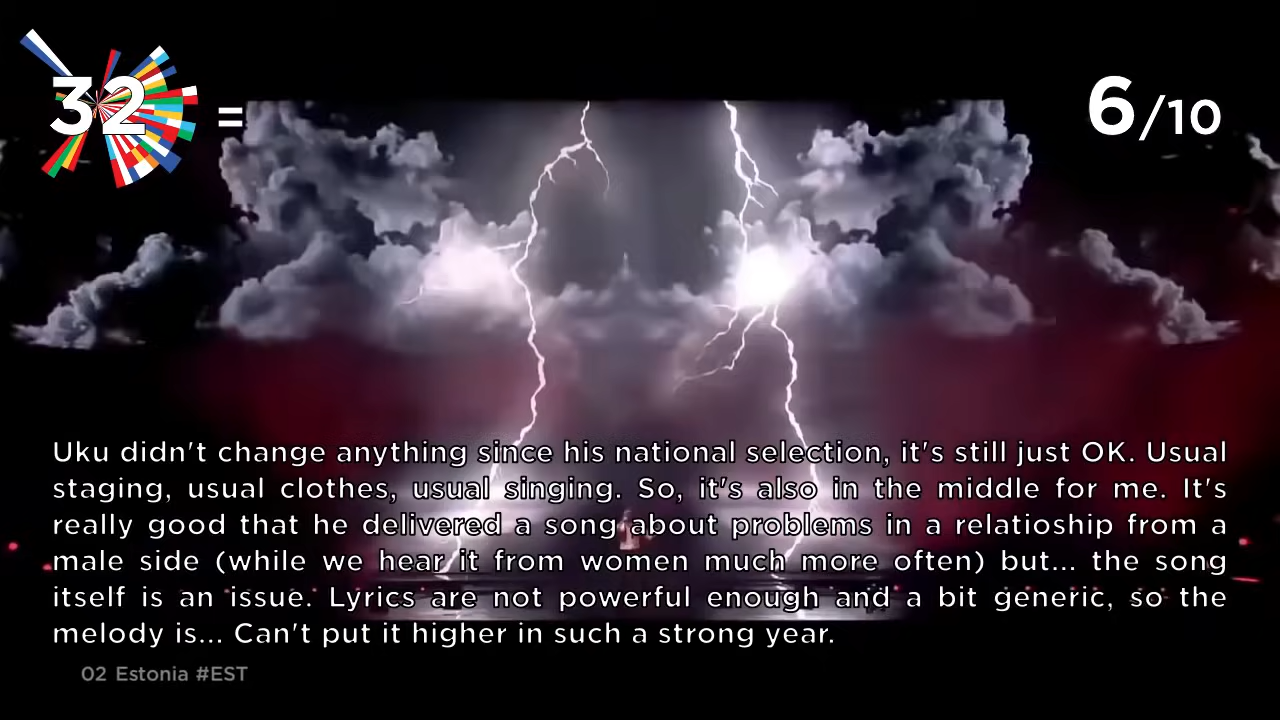 32 = 6/10
Uku didn't change anything since his national selection, it's still just OK. Usual
staging, usual clothes, usual singing. So, it's also in the middle for me. It's
really good that he delivered a song about problems in a relatioship from a
male side (while we hear it from women much more often) but... the song
itself is an issue. Lyrics are not powerful enough and a bit generic, so the
melody is... Can't put it higher in such a strong year.
02 Estonia #EST